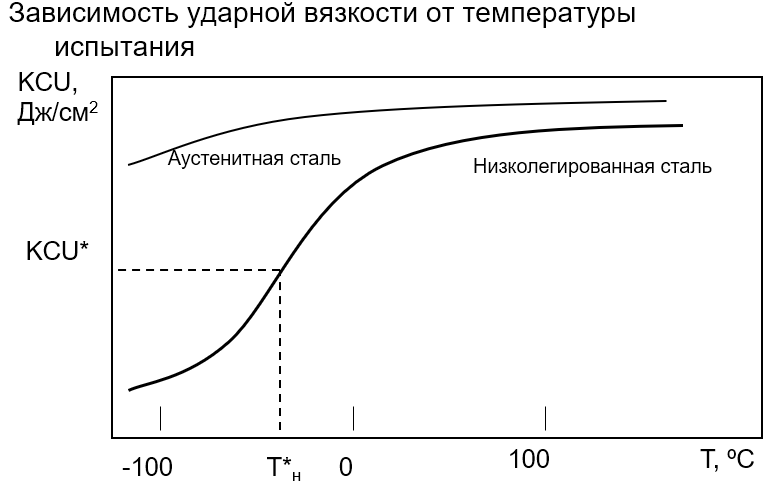 Зависимость ударной вязкости от температуры
испытания
KCU,
Дж/см²
Аустенитная сталь
Низколегированная сталь
KCU*
-100
T*н
0
100
T, ºC